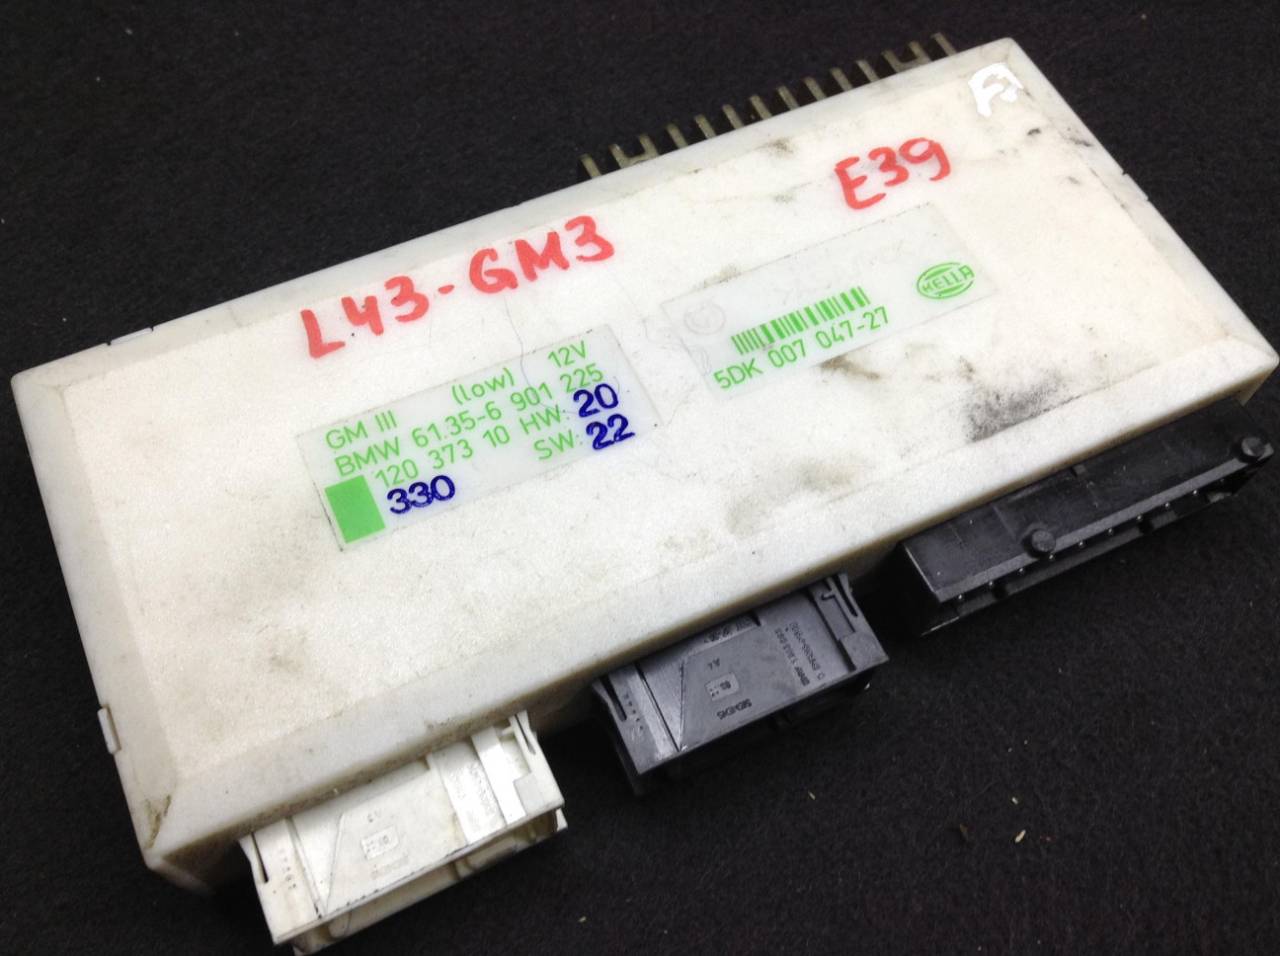 E39
L43-GM3
GM III (low) 12V
BMW 61.35-6 901 225
120 373 10 HW: 20
SW: 22
330
HELLA
5DK 007 047-27
SIEMENS